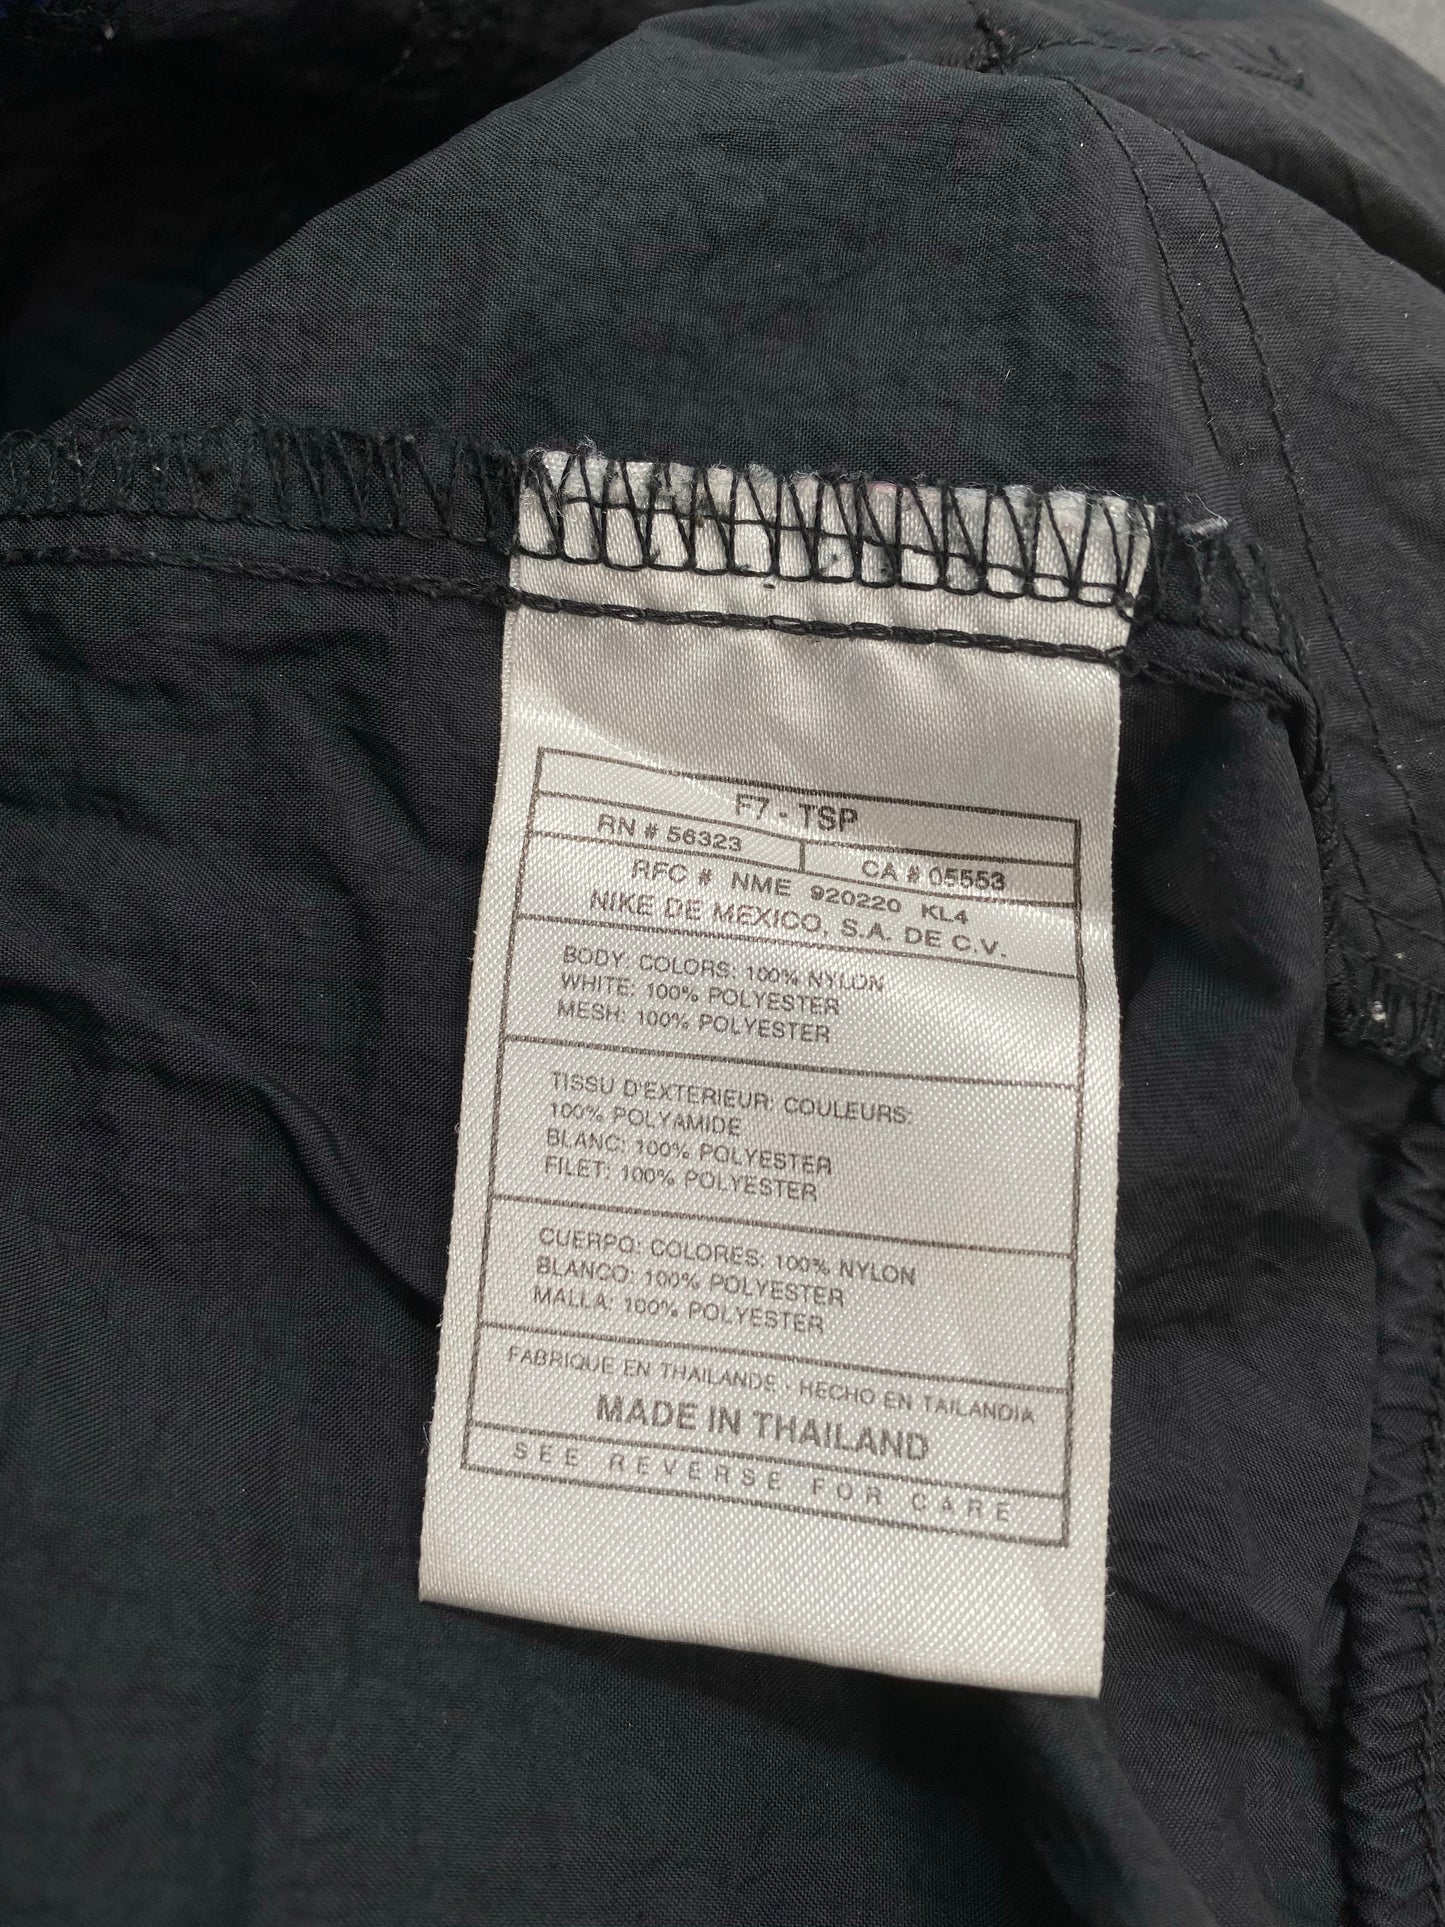 F7 - TSP
RN # 56323
CA # 05553
RFC # NME 920220 KL4
NIKE DE MEXICO, S.A. DE C.V.
BODY: COLORS: 100% NYLON
WHITE: 100% POLYESTER
MESH: 100% POLYESTER
TISSU D'EXTERIEUR: COULEURS:
100% POLYAMIDE
BLANC: 100% POLYESTER
FILET: 100% POLYESTER
CUERPO: COLORES: 100% NYLON
BLANCO: 100% POLYESTER
MALLA: 100% POLYESTER
FABRIQUE EN THAILANDE - HECHO EN TAILANDIA
MADE IN THAILAND
SEE REVERSE FOR CARE